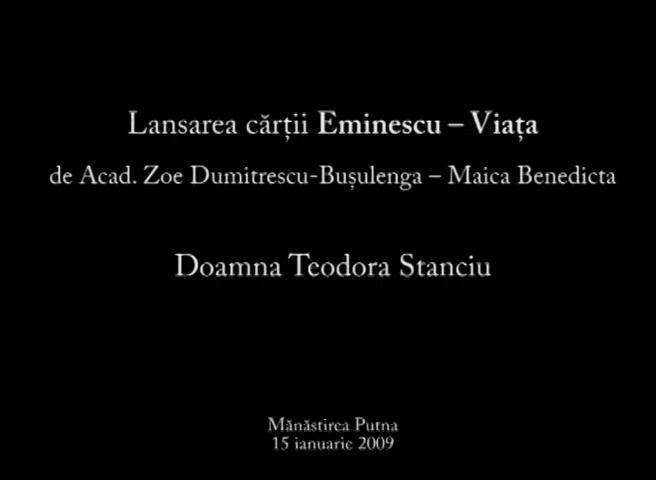 Lansarea cărții Eminescu – Viața
de Acad. Zoe Dumitrescu-Bușulenga – Maica Benedicta
Doamna Teodora Stanciu
Mănăstirea Putna
15 ianuarie 2009